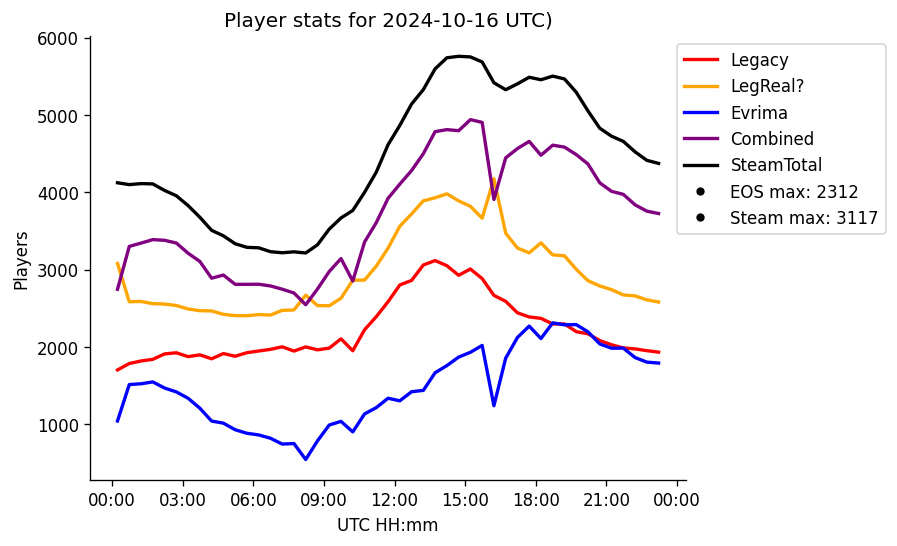 Player stats for 2024-10-16 UTC)
6000
5000
4000
3000
2000
1000
Players
00:00 03:00 06:00 09:00 12:00 15:00 18:00 21:00 00:00
UTC HH:mm
Legacy
LegReal?
Evrima
Combined
SteamTotal
EOS max: 2312
Steam max: 3117